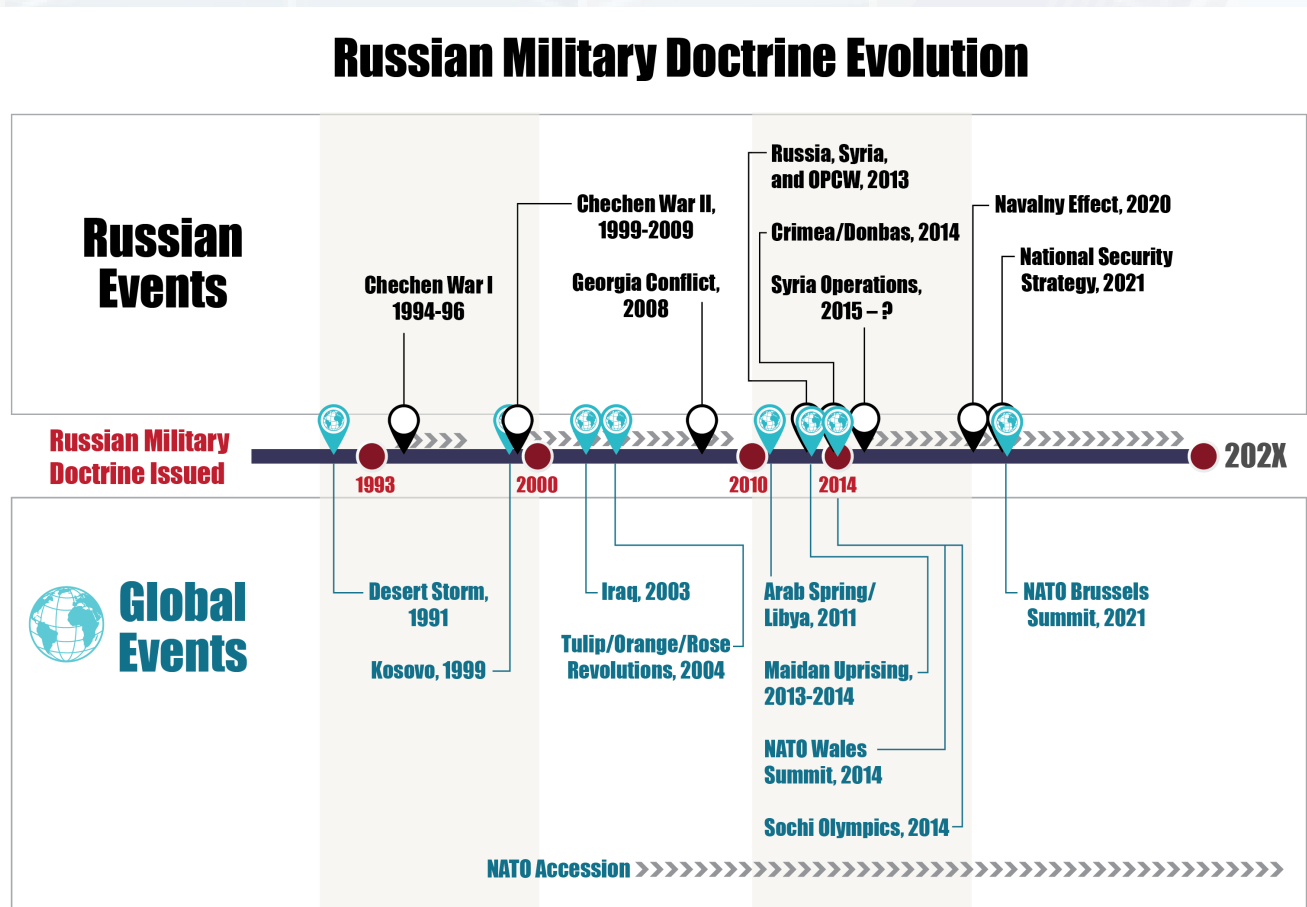 Russian Military Doctrine Evolution
Russian
Events
Chechen War I
1994-96
Chechen War II,
1999-2009
Georgia Conflict,
2008
Russia, Syria,
and OPCW, 2013
Crimea/Donbas, 2014
Syria Operations,
2015 – ?
Navalny Effect, 2020
National Security
Strategy, 2021
Russian Military
Doctrine Issued
1993
2000
2010
2014
202X
Global
Events
Desert Storm,
1991
Kosovo, 1999
Iraq, 2003
Tulip/Orange/Rose
Revolutions, 2004
Arab Spring/
Libya, 2011
Maidan Uprising,
2013-2014
NATO Wales
Summit, 2014
Sochi Olympics, 2014
NATO Brussels
Summit, 2021
NATO Accession